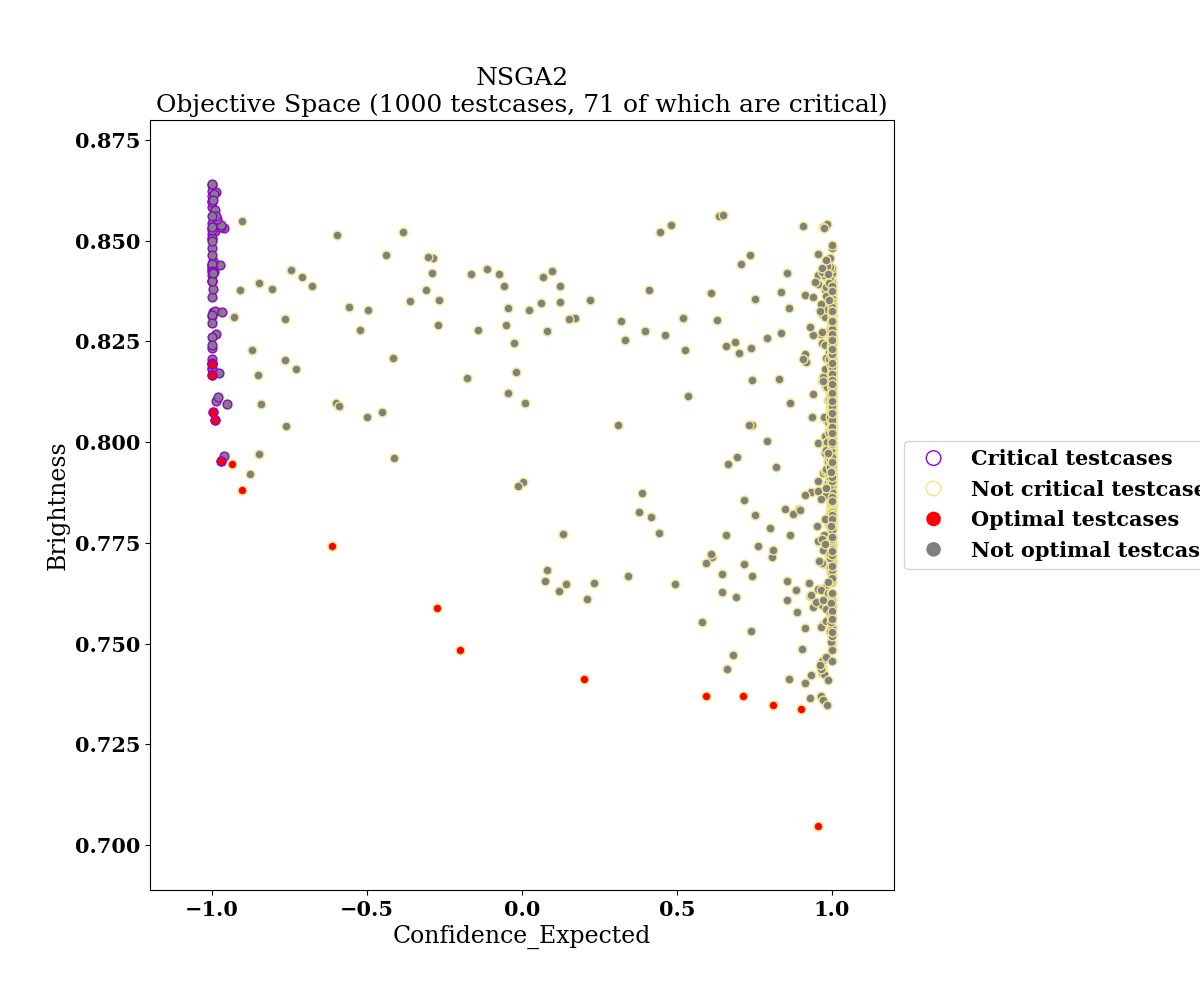 NSGA2
Objective Space (1000 testcases, 71 of which are critical)
0.875
0.850
0.825
0.800
0.775
0.750
0.725
0.700
Brightness
−1.0
−0.5
0.0
0.5
1.0
Confidence_Expected
Critical testcases
Not critical testcase
Optimal testcases
Not optimal testcas